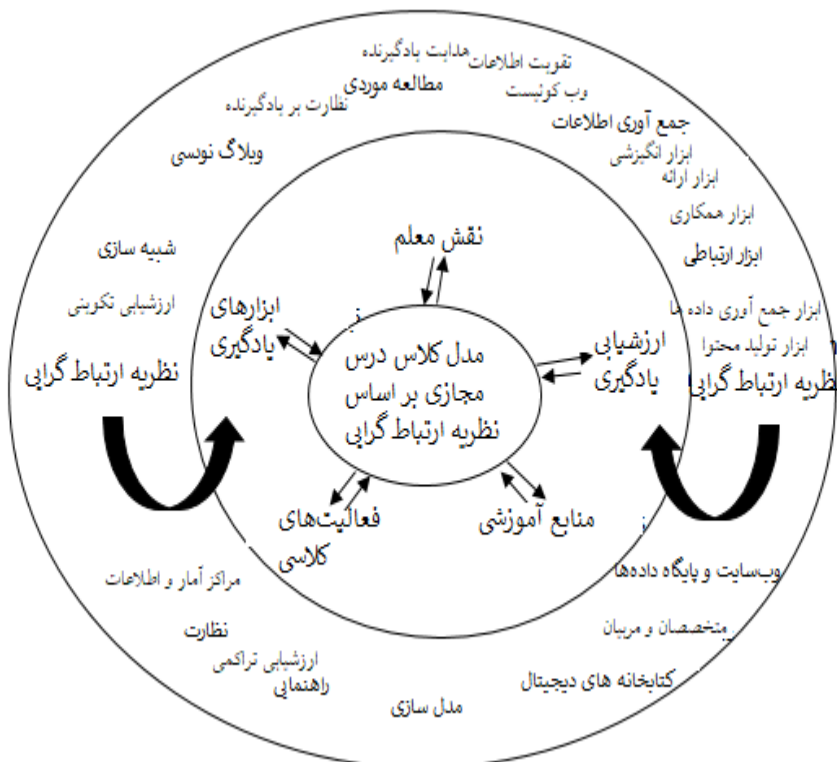 هدایت یادگیرنده
تقویت اطلاعات
مطالعه موردی
وب کوئیست
نظارت بر یادگیرنده
جمع آوری اطلاعات
وبلاگ نویسی
ابزار انگیزشی
ابزار ارائه
ابزار همکاری
نقش معلم
شبیه سازی
ابزار ارتباطی
ارزشیابی تکوینی
ابزارهای
یادگیری
ابزار جمع آوری داده ها
ابزار تولید محتوا
ارزشیابی
یادگیری
مدل کلاس درس
مجازی بر اساس
نظریه ارتباط گرایی
نظریه ارتباط گرایی
ظریه ارتباط گرایی
فعالیت‌های
کلاسی
منابع آموزشی
مراکز آمار و اطلاعات
وب‌سایت و پایگاه داده‌ها
نظارت
متخصصان و مربیان
ارزشیابی تراکمی
راهنمایی
کتابخانه های دیجیتال
مدل سازی